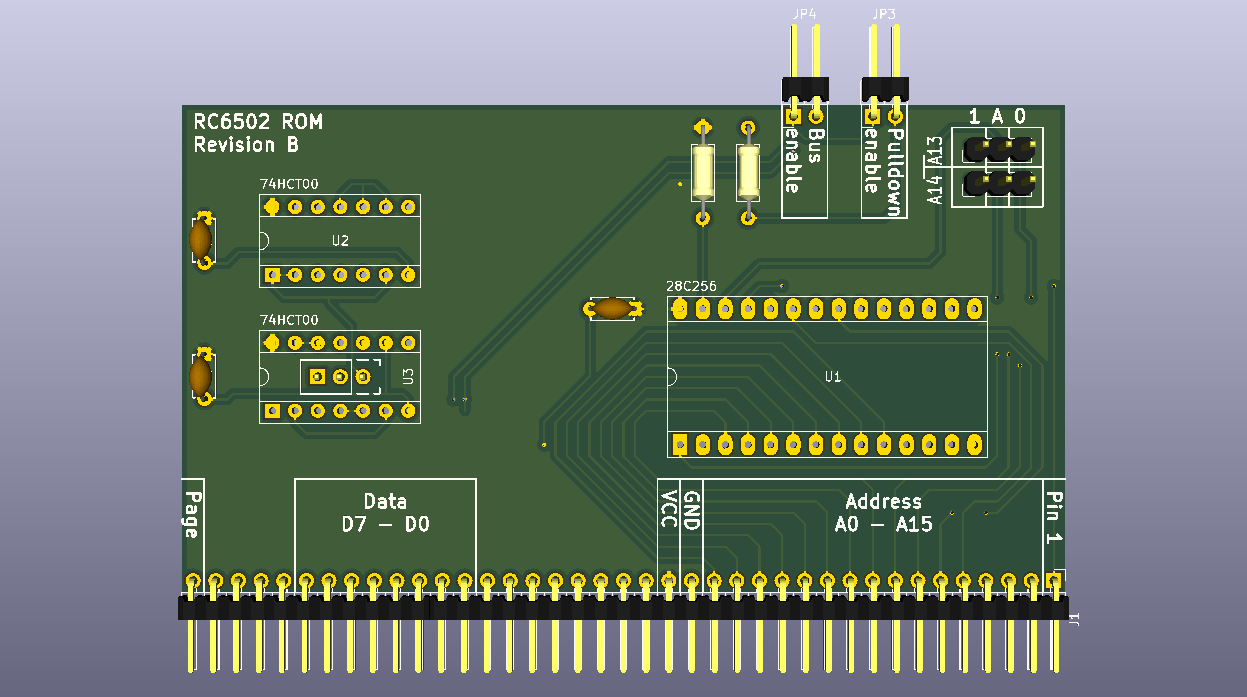 JP4
JP3
RC6502 ROM
Revision B
Bus
enable
Pulldown
enable
1 A 0
A13
A14
74HCT00
U2
28C256
74HCT00
U3
U1
Page
Data
D7 – D0
VCC
GND
Address
A0 – A15
Pin 1
J1